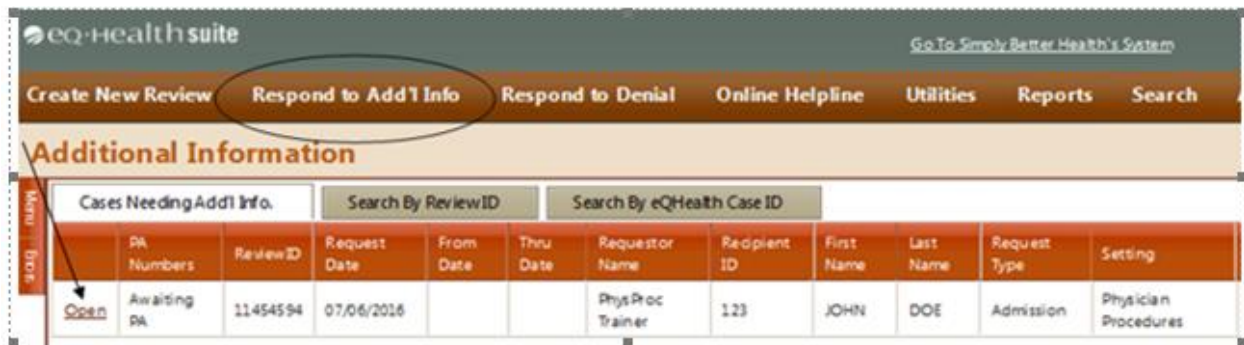 eQ·Health suite
Go To Simply Better Health's System
Create New Review Respond to Add'l Info Respond to Denial Online Helpline Utilities Reports Search
Additional Information
Menu
Cases Needing Add'l Info. Search By ReviewID Search By eQHealth Case ID
PA Numbers ReviewID Request Date From Date Thru Date Requestor Name Recipient ID First Name Last Name Request Type Setting
Open Awaiting PA 11454594 07/06/2016 PhysProc Trainer 123 JOHN DOE Admission Physician Procedures